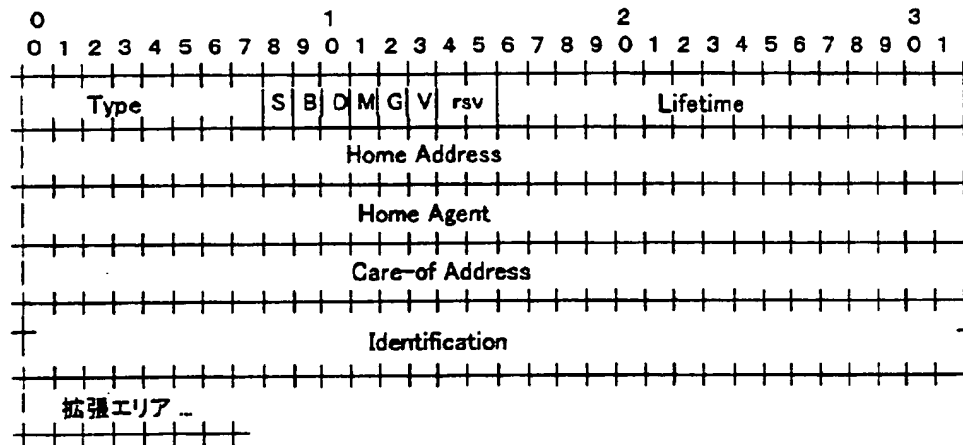 0 1 2 3
0 1 2 3 4 5 6 7 8 9 0 1 2 3 4 5 6 7 8 9 0 1 2 3 4 5 6 7 8 9 0 1
Type S B D M G V rsv Lifetime
Home Address
Home Agent
Care-of Address
Identification
拡張エリア ...